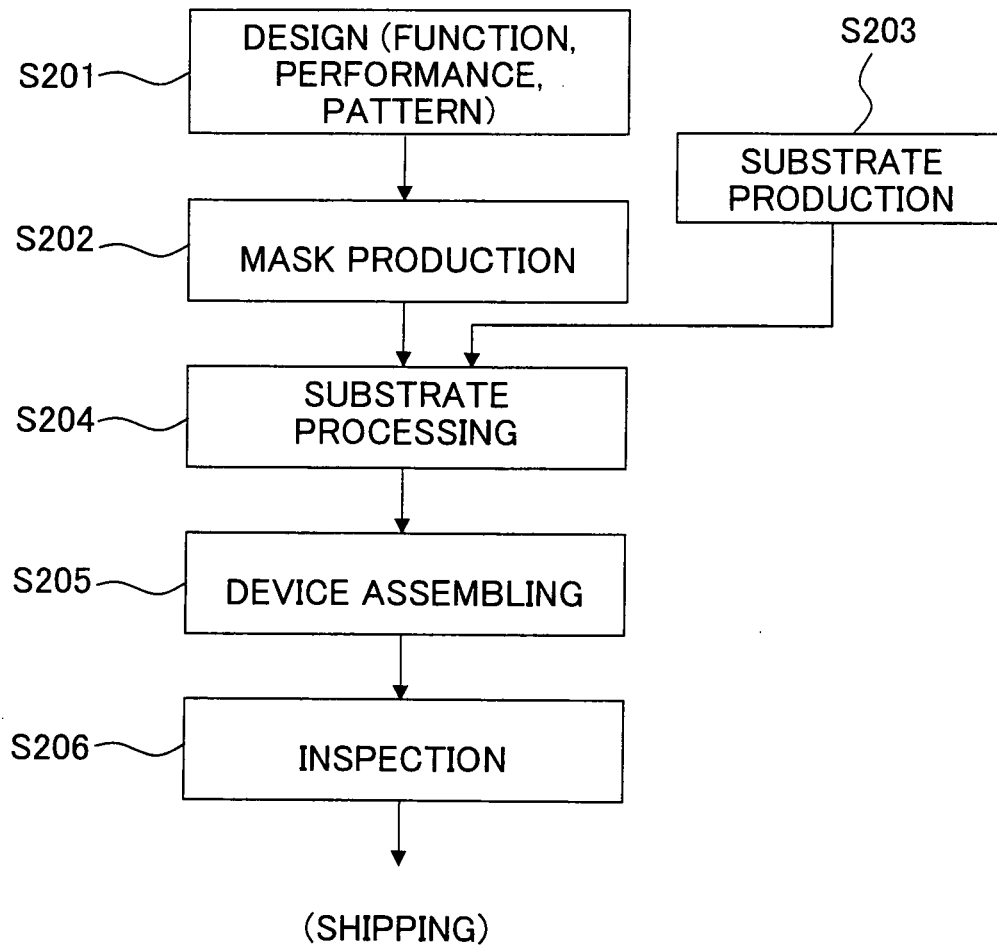 S201
DESIGN (FUNCTION,
PERFORMANCE,
PATTERN)
S203
SUBSTRATE
PRODUCTION
S202
MASK PRODUCTION
S204
SUBSTRATE
PROCESSING
S205
DEVICE ASSEMBLING
S206
INSPECTION
(SHIPPING)